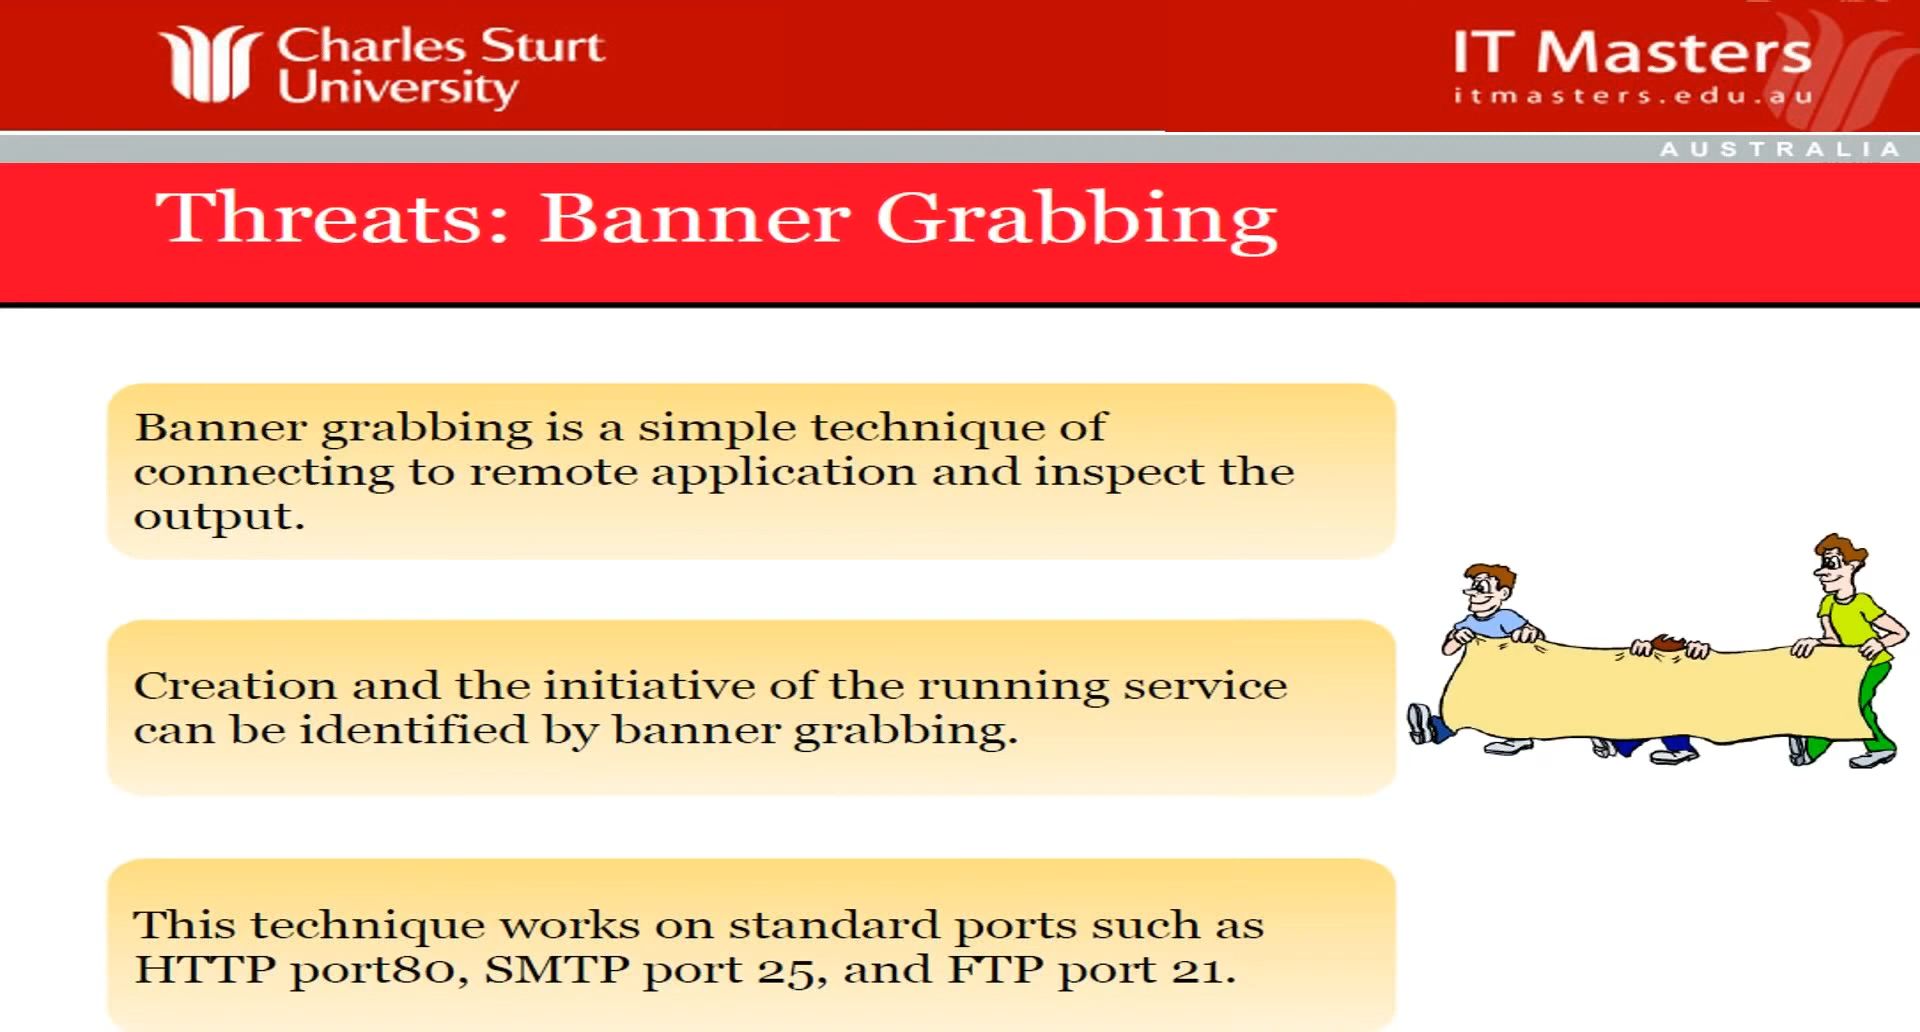 Charles Sturt
University
IT Masters
itmasters.edu.au
AUSTRALIA
Threats: Banner Grabbing
Banner grabbing is a simple technique of
connecting to remote application and inspect the
output.
Creation and the initiative of the running service
can be identified by banner grabbing.
This technique works on standard ports such as
HTTP port80, SMTP port 25, and FTP port 21.